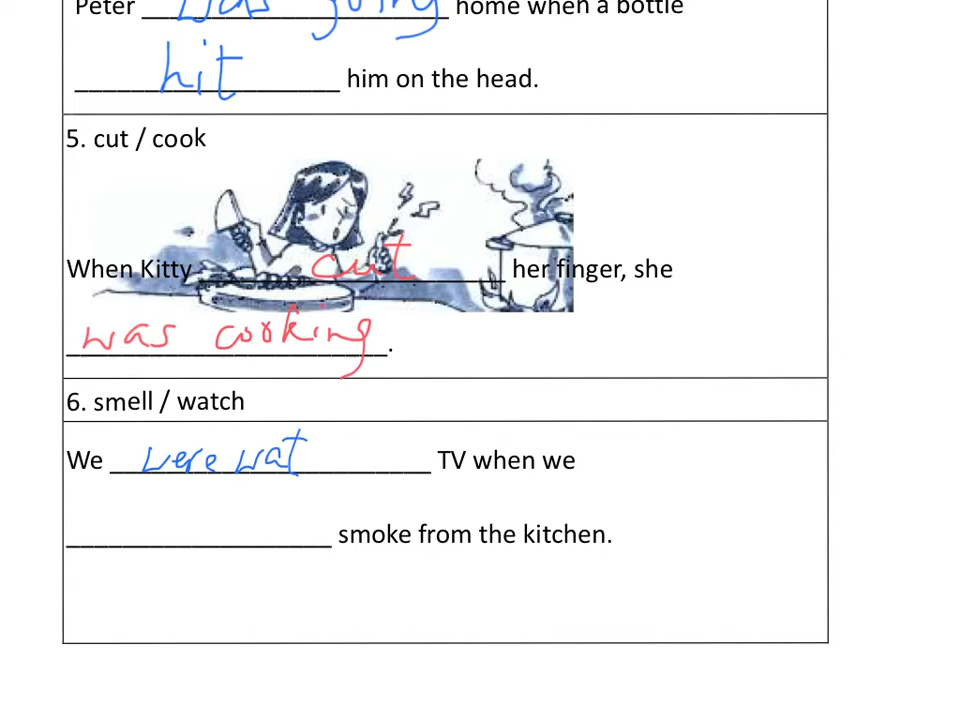 Peter was going home when a bottle
hit him on the head.
5. cut / cook
When Kitty cut her finger, she
was cooking.
6. smell / watch
We were wat TV when we
____________________ smoke from the kitchen.